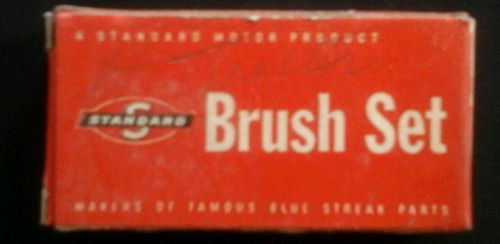 A STANDARD MOTOR PRODUCT
S
STANDARD
Brush Set
MAKERS OF FAMOUS BLUE STREAK PARTS